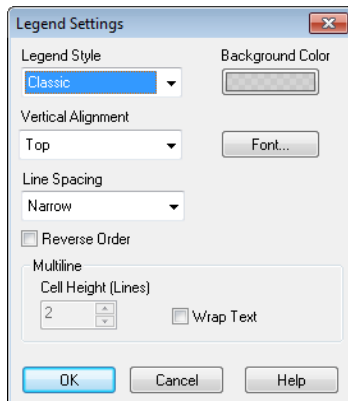 Legend Settings
Legend Style
Background Color
Classic
Vertical Alignment
Top
Font...
Line Spacing
Narrow
Reverse Order
Multiline
Cell Height (Lines)
2
Wrap Text
OK
Cancel
Help